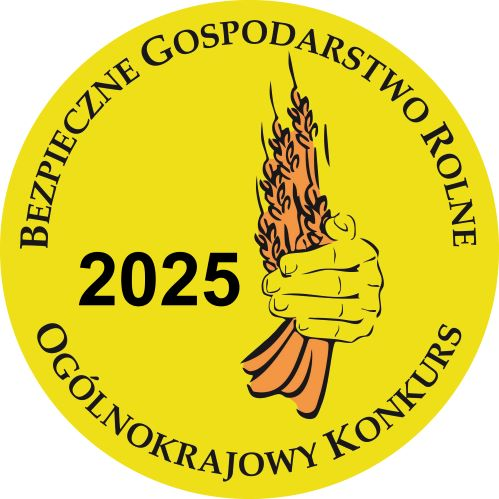 BEZPIECZNE GOSPODARSTWO ROLNE
2025
OGÓLNOKRAJOWY KONKURS